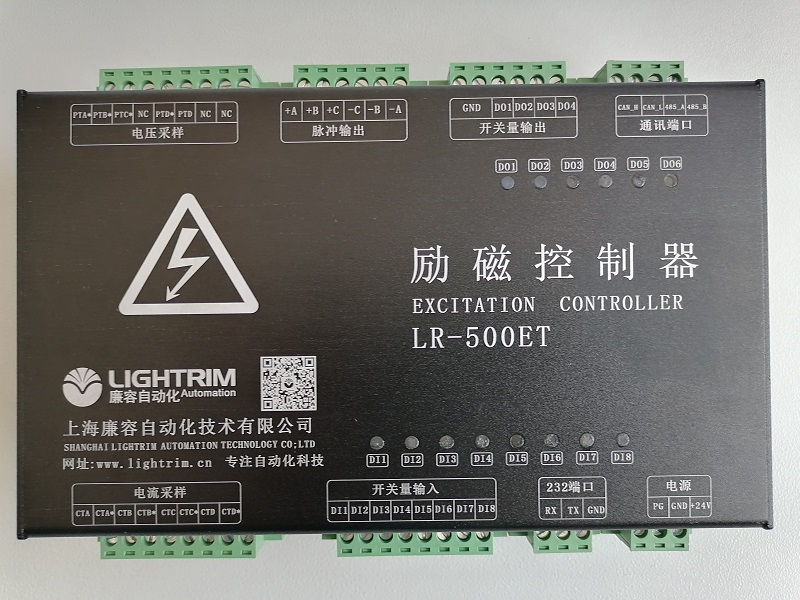 PTA* PTB* PTC* NC PTD* PTD NC NC
电压采样
+A +B +C -C -B -A
脉冲输出
GND DO1 DO2 DO3 DO4
开关量输出
CAN_H CAN_L 485_A 485_B
通讯端口
DO1 DO2 DO3 DO4 DO5 DO6
励磁控制器
EXCITATION CONTROLLER
LR-500ET
LIGHTRIM
廉容自动化 Automation
上海廉容自动化技术有限公司
SHANGHAI LIGHTRIM AUTOMATION TECHNOLOGY CO;LTD
网址:www.lightrim.cn 专注自动化科技
DI1 DI2 DI3 DI4 DI5 DI6 DI7 DI8
电流采样
CTA CTA* CTB CTB* CTC CTC* CTD CTD*
开关量输入
DI1 DI2 DI3 DI4 DI5 DI6 DI7 DI8
232端口
RX TX GND
电源
PG GND +24V